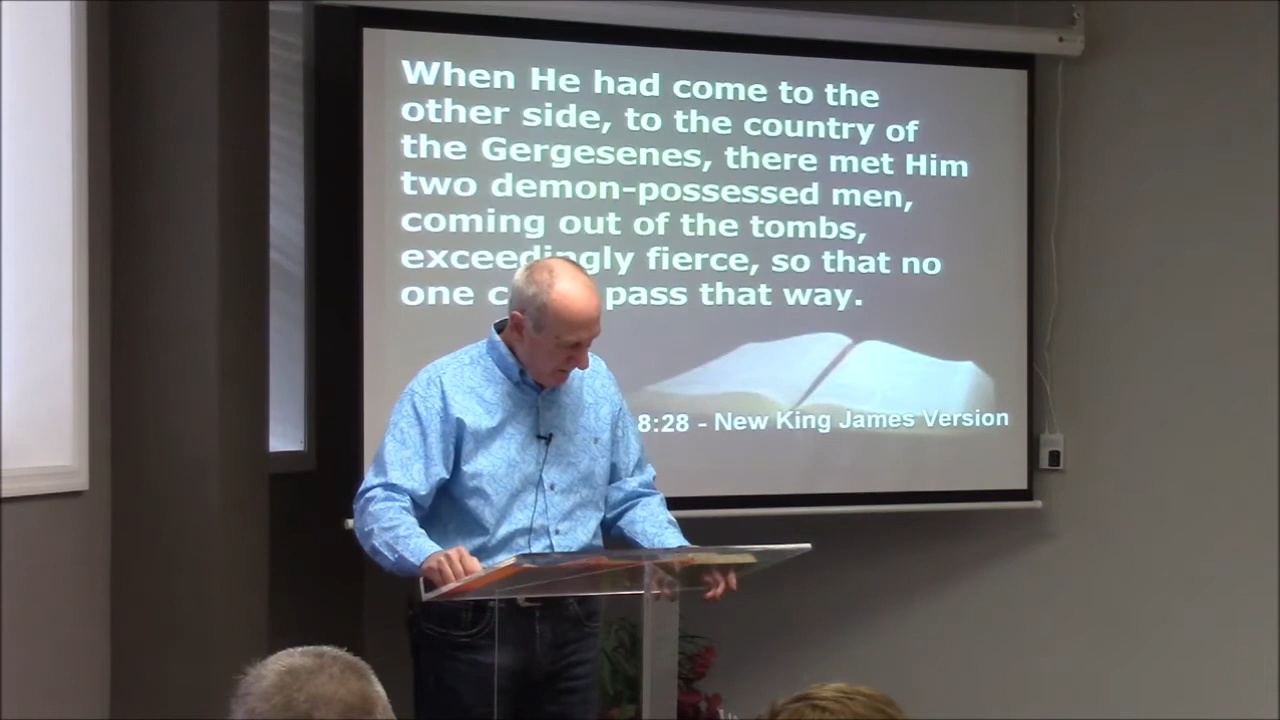 When He had come to the
other side, to the country of
the Gergesenes, there met Him
two demon-possessed men,
coming out of the tombs,
exceedingly fierce, so that no
one pass that way.
8:28 - New King James Version